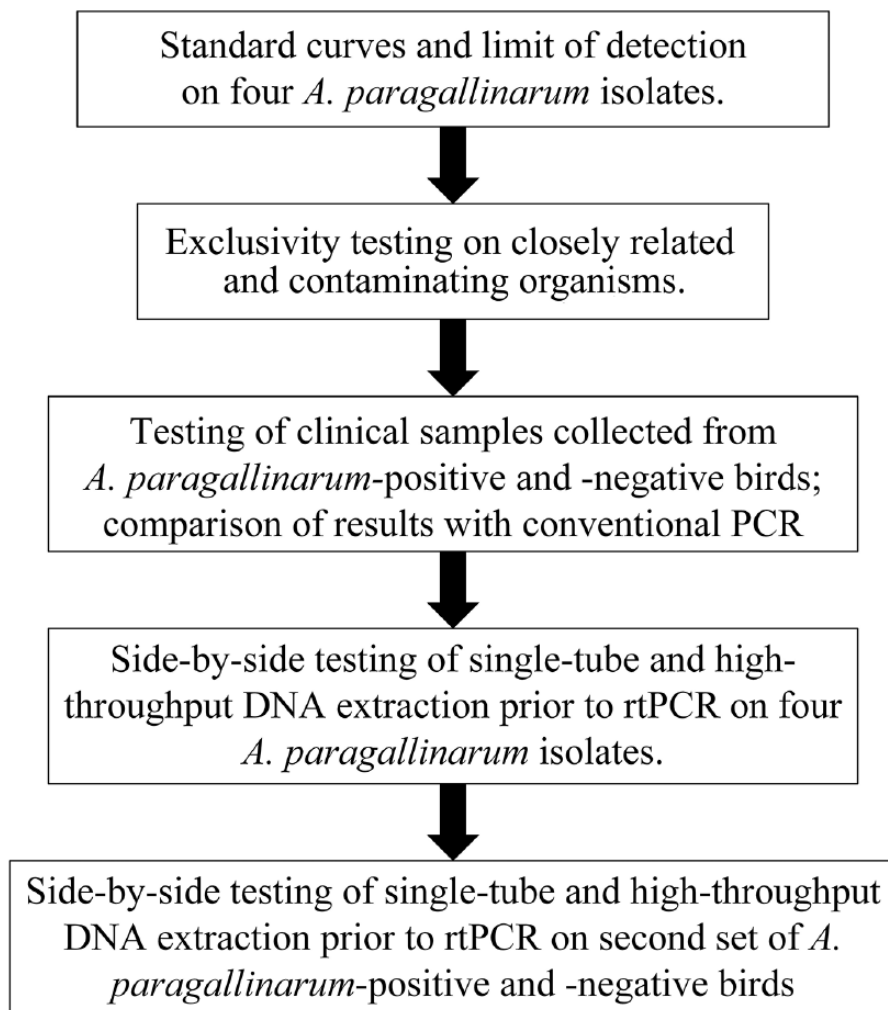 Standard curves and limit of detection
on four A. paragallinarum isolates.
Exclusivity testing on closely related
and contaminating organisms.
Testing of clinical samples collected from
A. paragallinarum-positive and -negative birds;
comparison of results with conventional PCR
Side-by-side testing of single-tube and high-
throughput DNA extraction prior to rtPCR on four
A. paragallinarum isolates.
Side-by-side testing of single-tube and high-throughput
DNA extraction prior to rtPCR on second set of A.
paragallinarum-positive and -negative birds